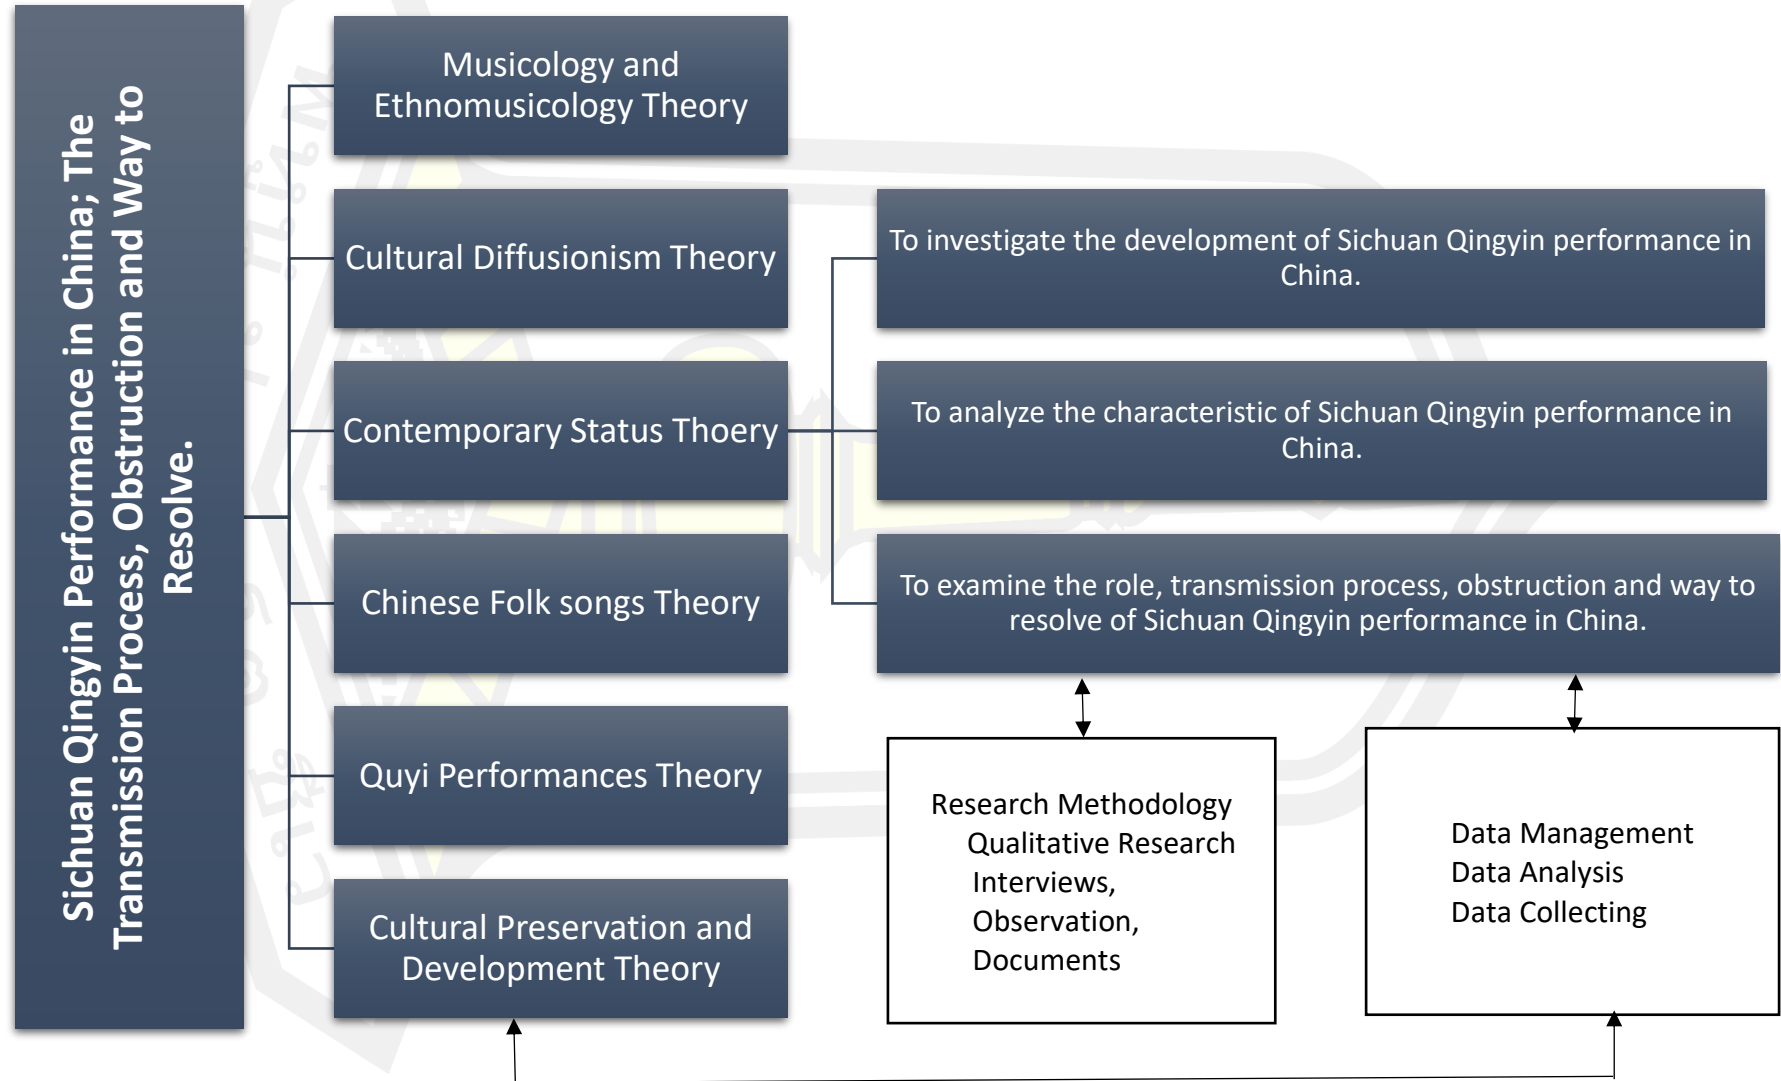 Sichuan Qingyin Performance in China; The
Transmission Process, Obstruction and Way to
Resolve.
Musicology and
Ethnomusicology Theory
Cultural Diffusionism Theory
Contemporary Status Thoery
Chinese Folk songs Theory
Quyi Performances Theory
Cultural Preservation and
Development Theory
To investigate the development of Sichuan Qingyin performance in
China.
To analyze the characteristic of Sichuan Qingyin performance in
China.
To examine the role, transmission process, obstruction and way to
resolve of Sichuan Qingyin performance in China.
Research Methodology
Qualitative Research
Interviews,
Observation,
Documents
Data Management
Data Analysis
Data Collecting